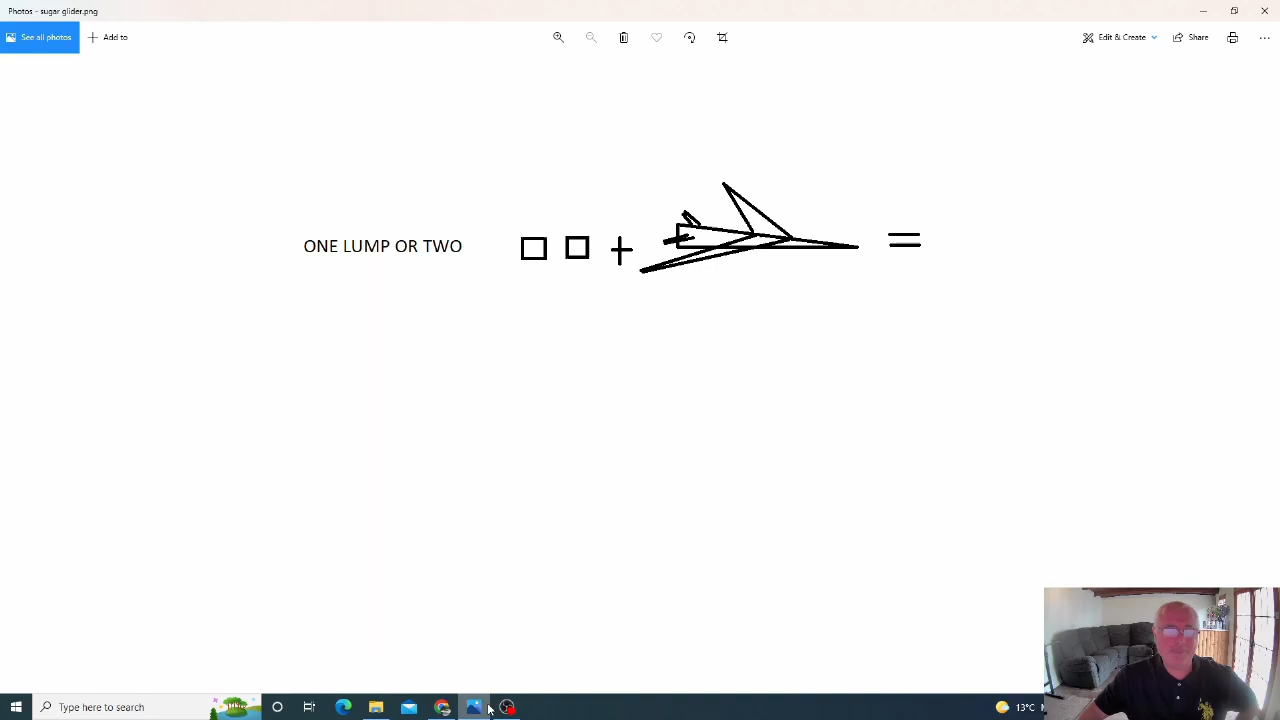 Photos - sugar glider.png
See all photos
Add to
Edit & Create
Share
ONE LUMP OR TWO
+
=
Type here to search
13°C